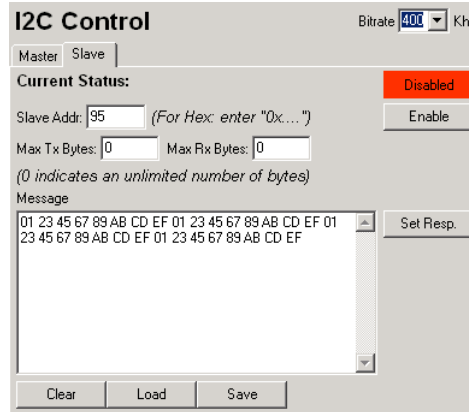 I2C Control
Bitrate 400 Kh
Master Slave
Current Status:
Disabled
Slave Addr: 95 (For Hex: enter "0x....")
Enable
Max Tx Bytes: 0 Max Rx Bytes: 0
(0 indicates an unlimited number of bytes)
Message
01 23 45 67 89 AB CD EF 01 23 45 67 89 AB CD EF 01
23 45 67 89 AB CD EF 01 23 45 67 89 AB CD EF
Set Resp.
Clear Load Save